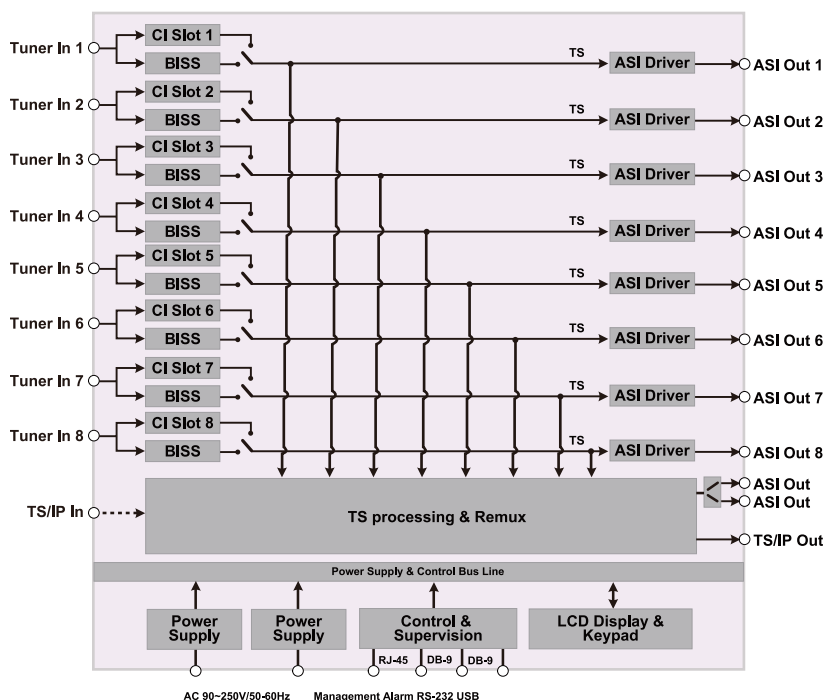 Tuner In 1
CI Slot 1
BISS
TS
ASI Driver
ASI Out 1
Tuner In 2
CI Slot 2
BISS
TS
ASI Driver
ASI Out 2
Tuner In 3
CI Slot 3
BISS
TS
ASI Driver
ASI Out 3
Tuner In 4
CI Slot 4
BISS
TS
ASI Driver
ASI Out 4
Tuner In 5
CI Slot 5
BISS
TS
ASI Driver
ASI Out 5
Tuner In 6
CI Slot 6
BISS
TS
ASI Driver
ASI Out 6
Tuner In 7
CI Slot 7
BISS
TS
ASI Driver
ASI Out 7
Tuner In 8
CI Slot 8
BISS
TS
ASI Driver
ASI Out 8
TS/IP In
TS processing & Remux
ASI Out
ASI Out
TS/IP Out
Power Supply & Control Bus Line
Power
Supply
Power
Supply
Control &
Supervision
LCD Display &
Keypad
RJ-45 DB-9 DB-9
AC 90~250V/50-60Hz Management Alarm RS-232 USB